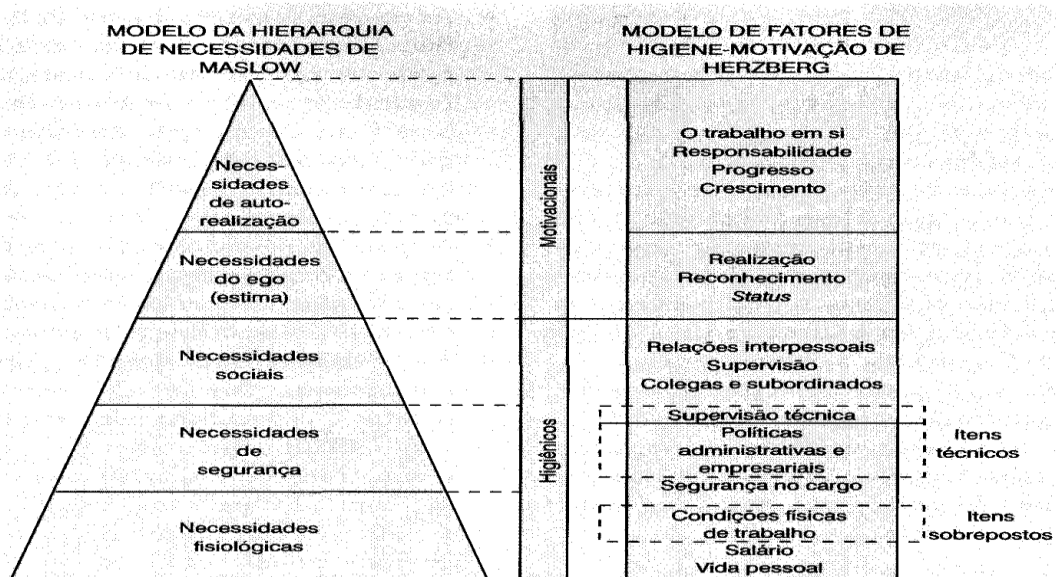 MODELO DA HIERARQUIA
DE NECESSIDADES DE
MASLOW
Neces-
sidades
de auto-
realização
Necessidades
do ego
(estima)
Necessidades
sociais
Necessidades
de
segurança
Necessidades
fisiológicas
Motivacionais
Higiênicos
MODELO DE FATORES DE
HIGIENE-MOTIVAÇÃO DE
HERZBERG
O trabalho em si
Responsabilidade
Progresso
Crescimento
Realização
Reconhecimento
Status
Relações interpessoais
Supervisão
Colegas e subordinados
Supervisão técnica
Políticas
administrativas e
empresariais
Segurança no cargo
Condições físicas
de trabalho
Salário
Vida pessoal
Itens
técnicos
Itens
sobrepostos